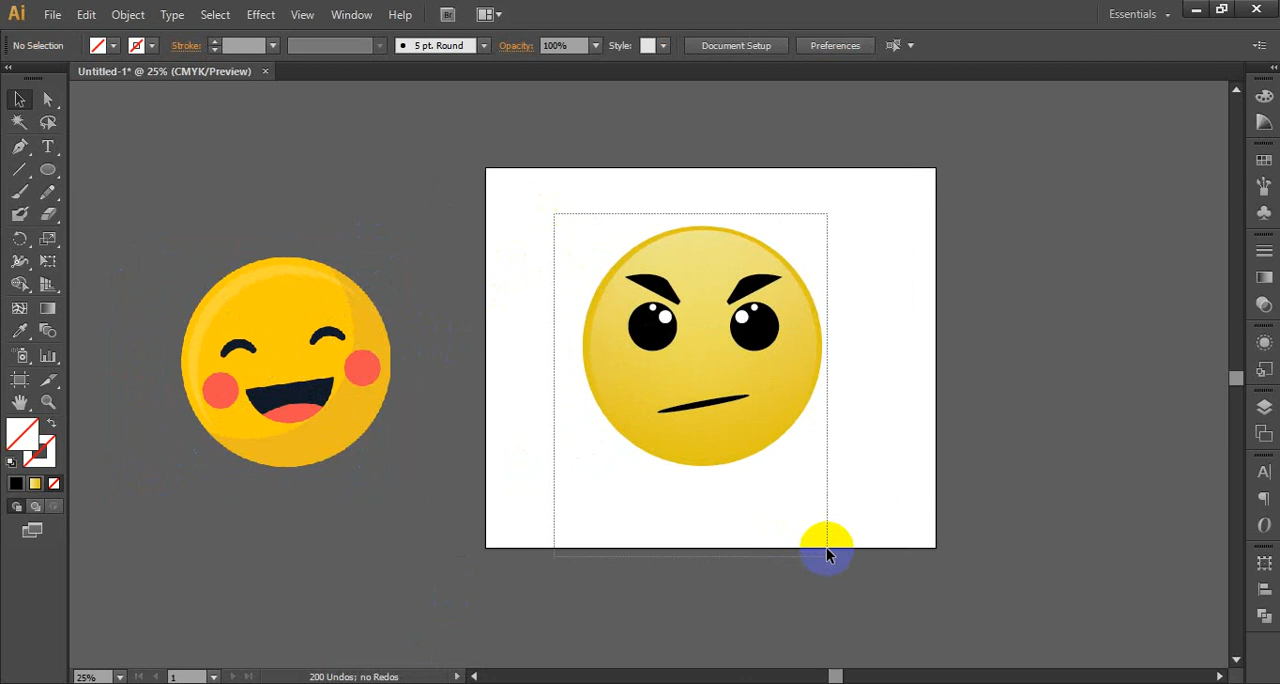 Ai File Edit Object Type Select Effect View Window Help Br Essentials
No Selection Stroke: 5 pt. Round Opacity: 100% Style: Document Setup Preferences
Untitled-1* @ 25% (CMYK/Preview) ×
T
A
25% 1 200 Undos; no Redos